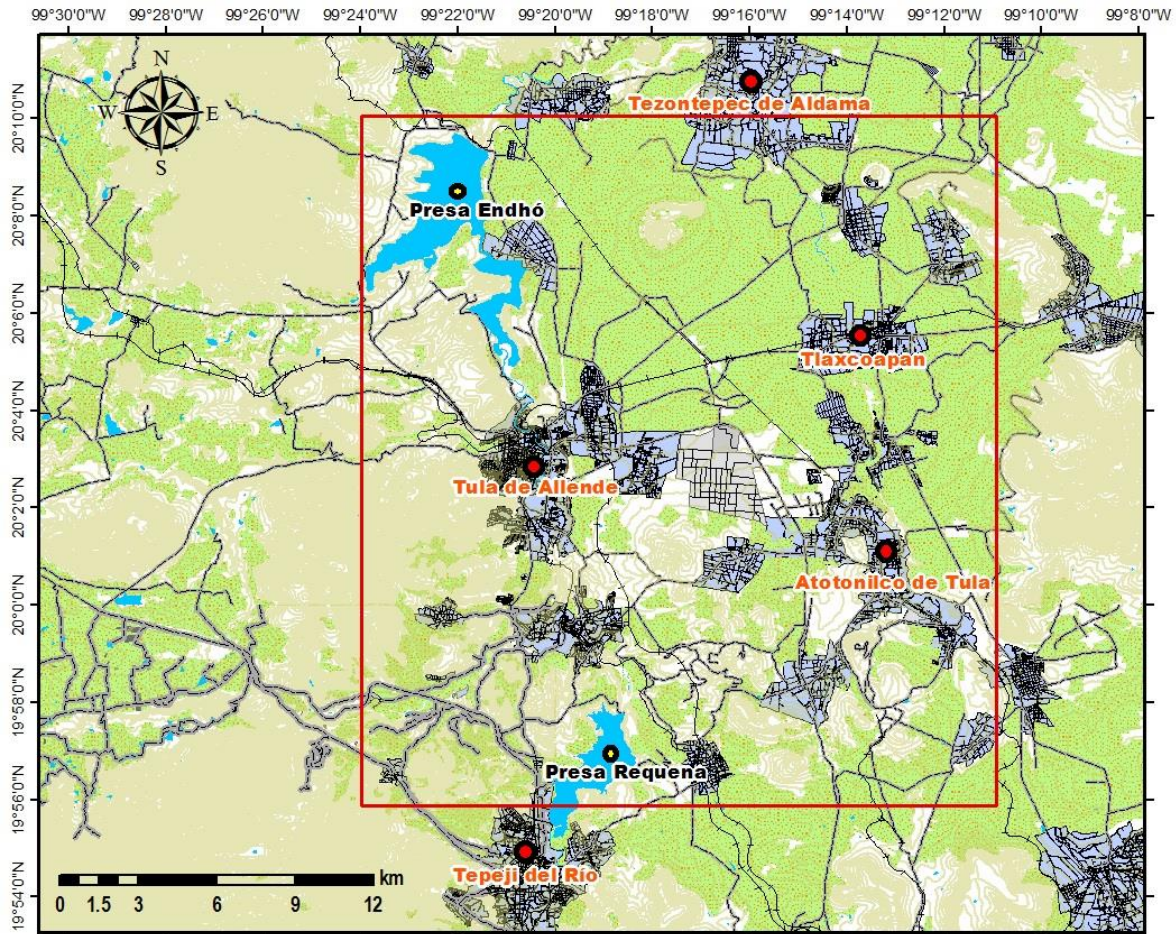 99°30'0"W 99°28'0"W 99°26'0"W 99°24'0"W 99°22'0"W 99°20'0"W 99°18'0"W 99°16'0"W 99°14'0"W 99°12'0"W 99°10'0"W 99°8'0"W
N
W E
S
Tezontepec de Aldama
20°10'0"N
Presa Endhó
20°8'0"N
20°6'0"N
Tlaxcoapan
20°4'0"N
Tula de Allende
20°2'0"N
Atotonilco de Tula
20°0'0"N
19°58'0"N
Presa Requena
19°56'0"N
Tepeji del Río
19°54'0"N
km
0 1.5 3 6 9 12